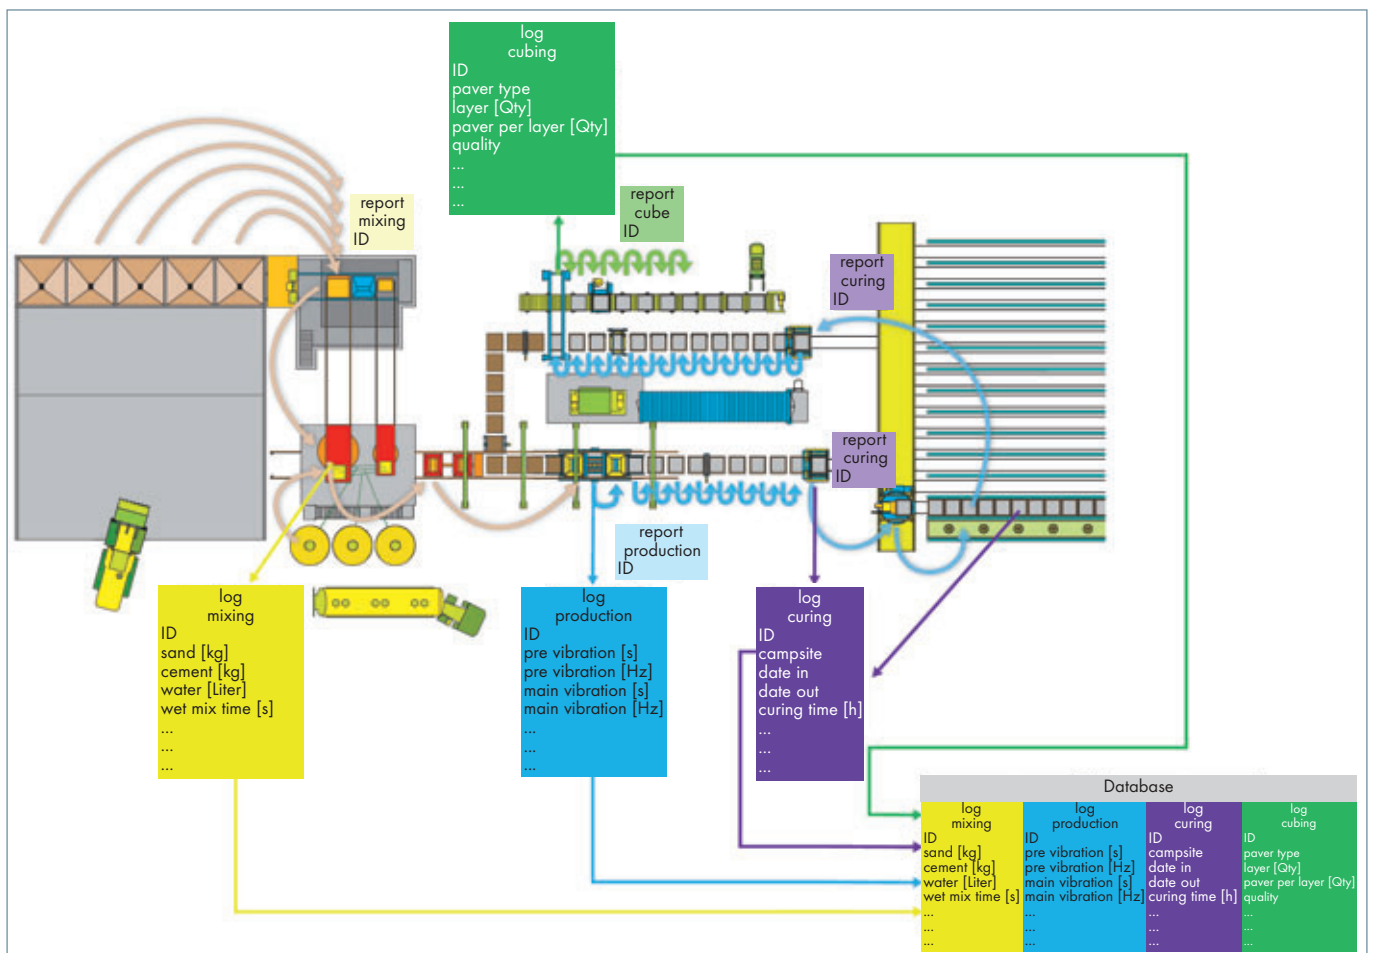 log
cubing
ID
paver type
layer [Qty]
paver per layer [Qty]
quality
...
...
...
report
mixing
ID
report
cube
ID
report
curing
ID
report
curing
ID
report
production
ID
log
mixing
ID
sand [kg]
cement [kg]
water [Liter]
wet mix time [s]
...
...
...
log
production
ID
pre vibration [s]
pre vibration [Hz]
main vibration [s]
main vibration [Hz]
...
...
...
log
curing
ID
campsite
date in
date out
curing time [h]
...
...
...
Database
log
mixing
ID
sand [kg]
cement [kg]
water [Liter]
wet mix time [s]
...
...
...
log
production
ID
pre vibration [s]
pre vibration [Hz]
main vibration [s]
main vibration [Hz]
...
...
...
log
curing
ID
campsite
date in
date out
curing time [h]
...
...
...
log
cubing
ID
paver type
layer [Qty]
paver per layer [Qty]
quality
...
...
...